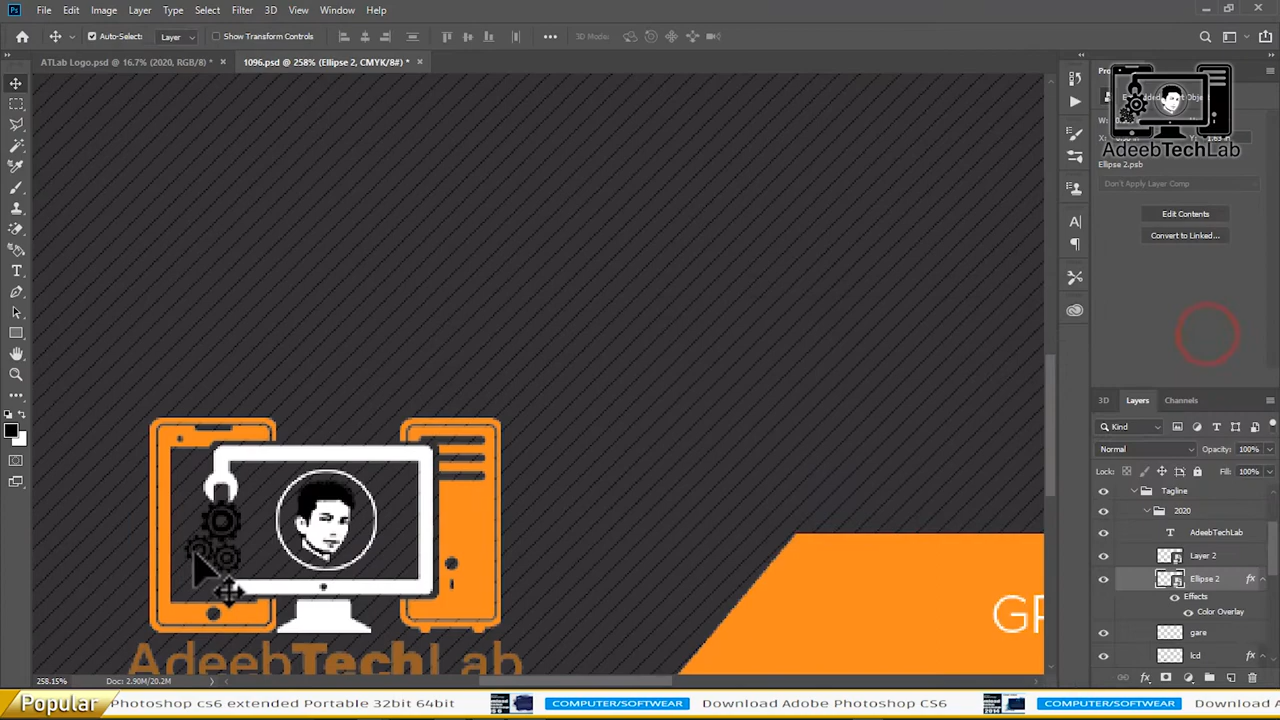 Ps File Edit Image Layer Type Select Filter 3D View Window Help
Auto-Select: Layer Show Transform Controls 3D Mode:
ATLab Logo.psd @ 16.7% (2020, RGB/8) * × 1096.psd @ 258% (Ellipse 2, CMYK/8#) * ×
AdeebTechLab
Ellipse 2.psb
Don't Apply Layer Comp
Edit Contents
Convert to Linked...
3D Layers Channels
Kind
Normal Opacity: 100%
Lock: Fill: 100%
Tagline
2020
T AdeebTechLab
Layer 2
Ellipse 2 fx
Effects
Color Overlay
gare
lcd fx
AdeebTechLab
258.15% Doc: 2.90M/20.2M
Popular Photoshop cs6 extended Portable 32bit 64bit COMPUTER/SOFTWEAR Download Adobe Photoshop CS6 COMPUTER/SOFTWEAR Download A